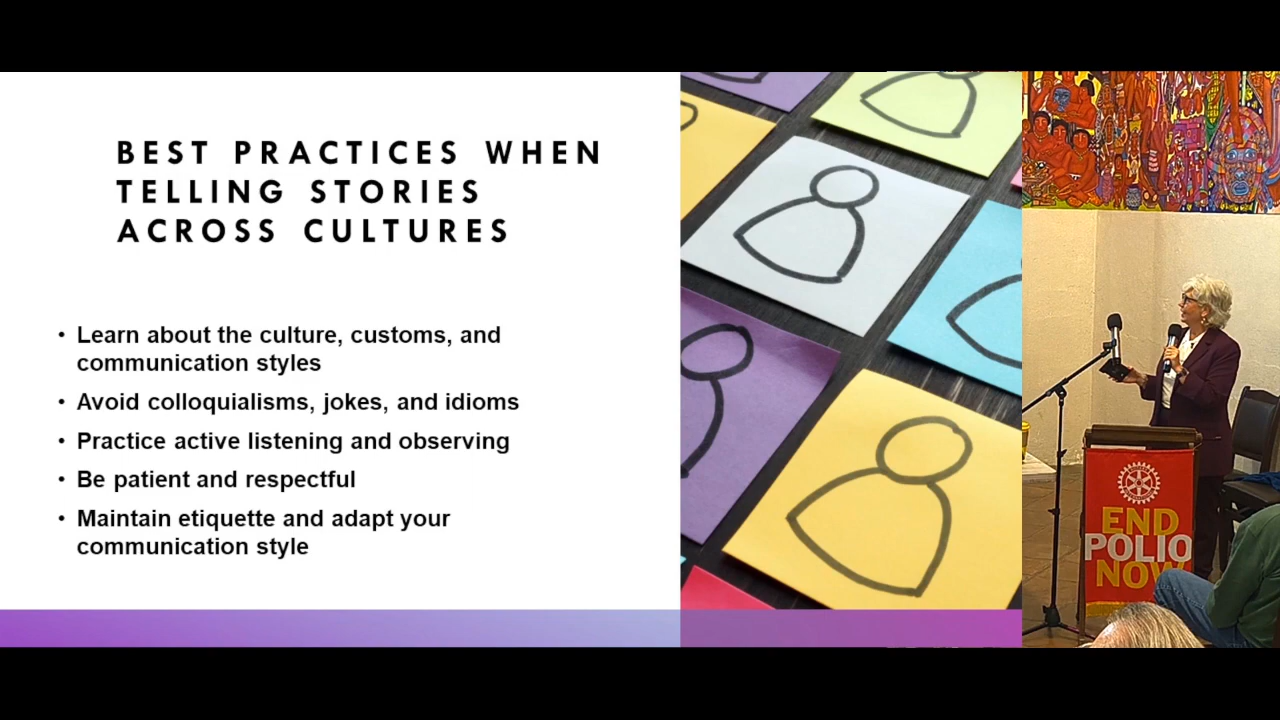 BEST PRACTICES WHEN
TELLING STORIES
ACROSS CULTURES
• Learn about the culture, customs, and
communication styles
• Avoid colloquialisms, jokes, and idioms
• Practice active listening and observing
• Be patient and respectful
• Maintain etiquette and adapt your
communication style
END
POLIO
NOW